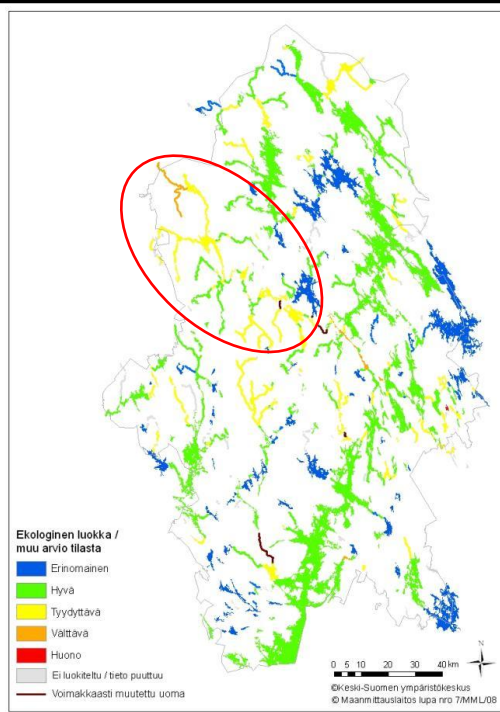 Ekologinen luokka /
muu arvio tilasta
Erinomainen
Hyvä
Tyydyttävä
Välttävä
Huono
Ei luokiteltu / tieto puuttuu
Voimakkaasti muutettu uoma
0 5 10 20 30 40 km
N
©Keski-Suomen ympäristökeskus
© Maanmittauslaitos lupa nro 7/MML/08